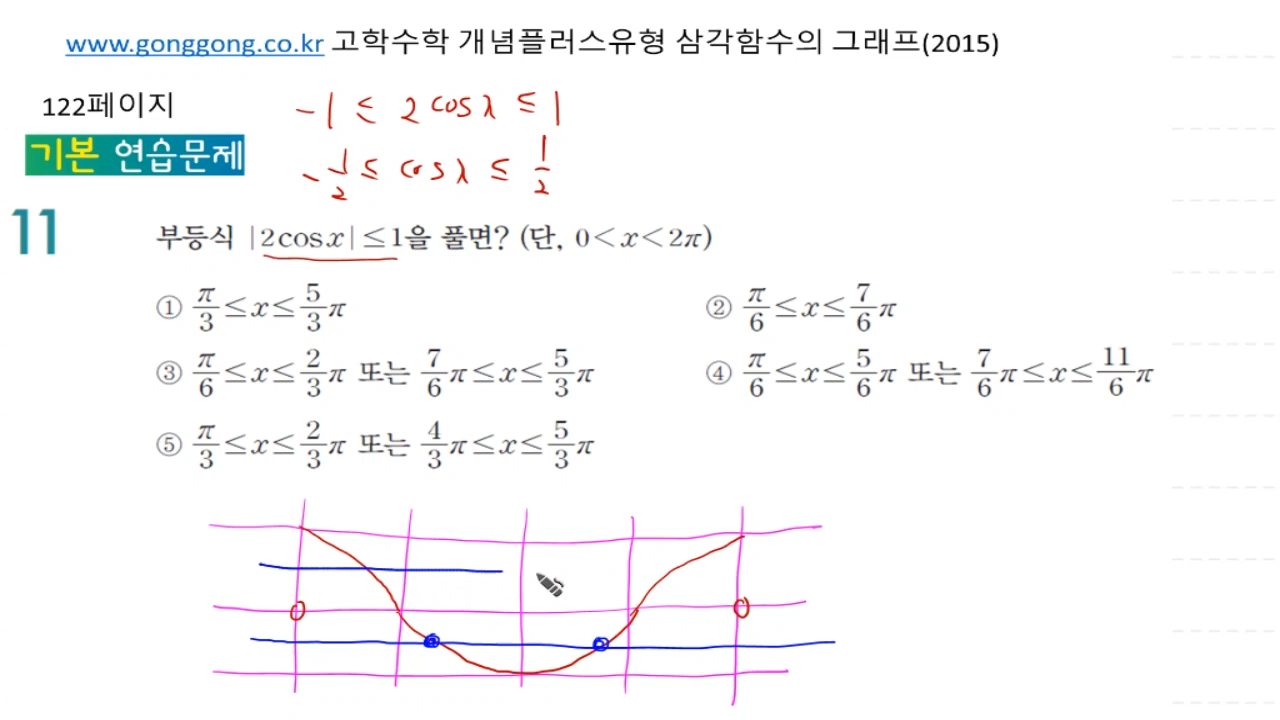 www.gonggong.co.kr 고학수학 개념플러스유형 삼각함수의 그래프(2015)
122페이지
-1 ≤ 2 cos x ≤ 1
기본 연습문제
-1/2 ≤ cos x ≤ 1/2
11
부등식 |2cosx|≤1을 풀면? (단, 0<x<2π)
① π/3≤x≤5/3π
② π/6≤x≤7/6π
③ π/6≤x≤2/3π 또는 7/6π≤x≤5/3π
④ π/6≤x≤5/6π 또는 7/6π≤x≤11/6π
⑤ π/3≤x≤2/3π 또는 4/3π≤x≤5/3π